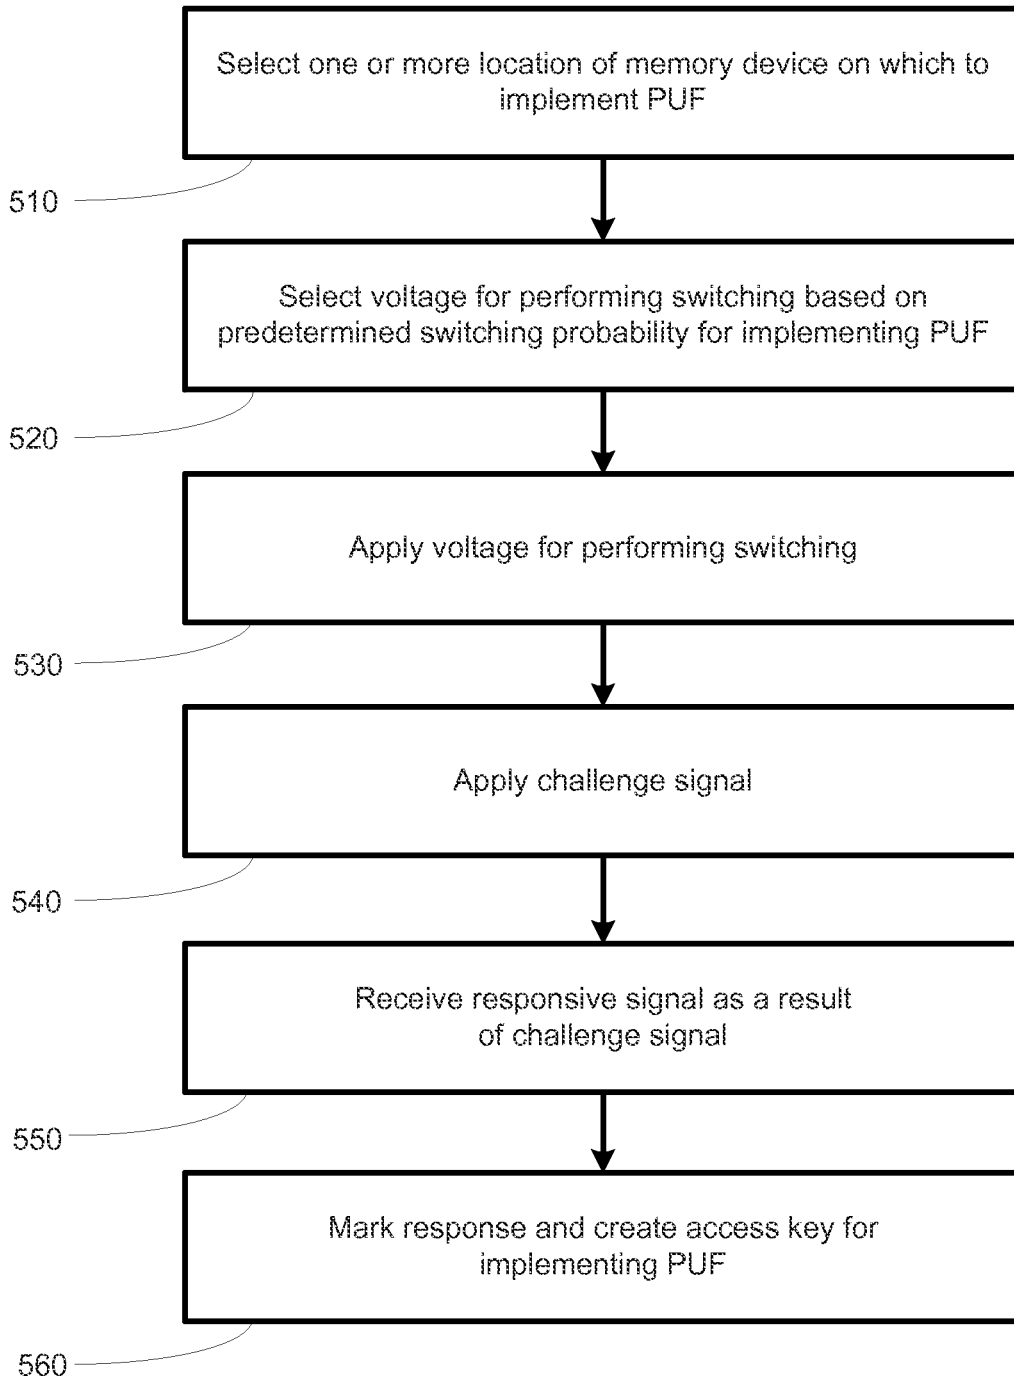 Select one or more location of memory device on which to
implement PUF
510
Select voltage for performing switching based on
predetermined switching probability for implementing PUF
520
Apply voltage for performing switching
530
Apply challenge signal
540
Receive responsive signal as a result
of challenge signal
550
Mark response and create access key for
implementing PUF
560